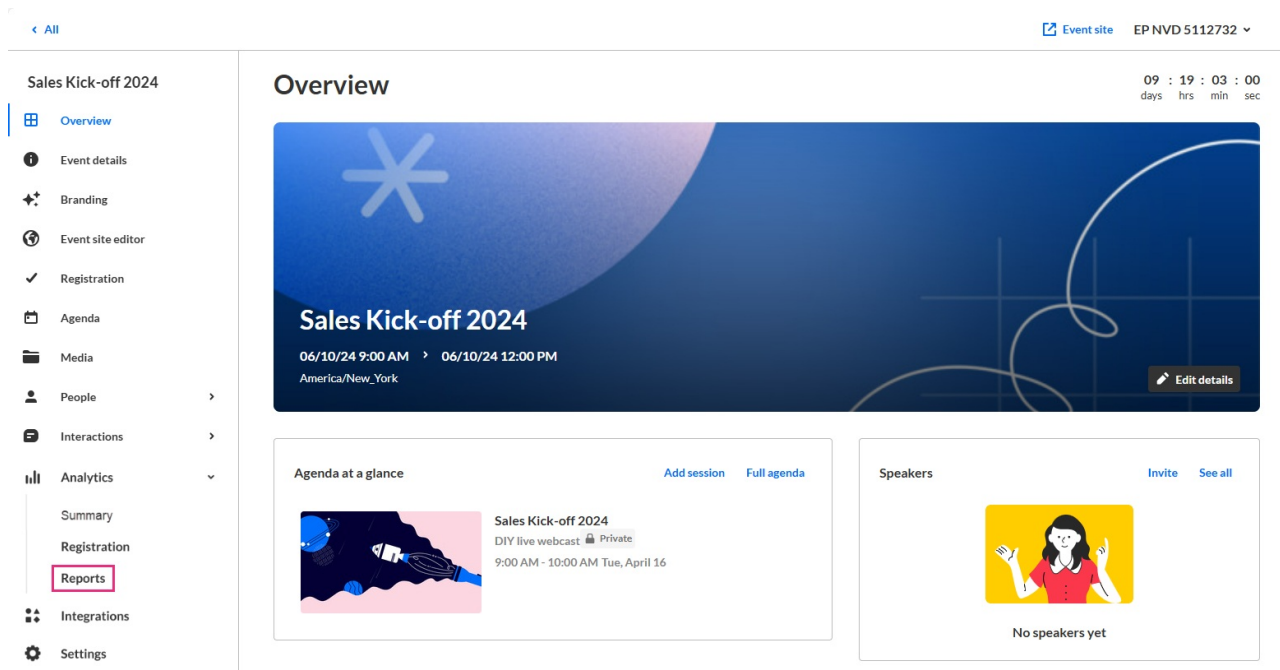 All
Event site
EP NVD 5112732
Sales Kick-off 2024
Overview
Event details
Branding
Event site editor
Registration
Agenda
Media
People
Interactions
Analytics
Summary
Registration
Reports
Integrations
Settings
Overview
09 : 19 : 03 : 00
days hrs min sec
Sales Kick-off 2024
06/10/24 9:00 AM > 06/10/24 12:00 PM
America/New_York
Edit details
Agenda at a glance
Add session
Full agenda
Sales Kick-off 2024
DIY live webcast Private
9:00 AM - 10:00 AM Tue, April 16
Speakers
Invite
See all
No speakers yet